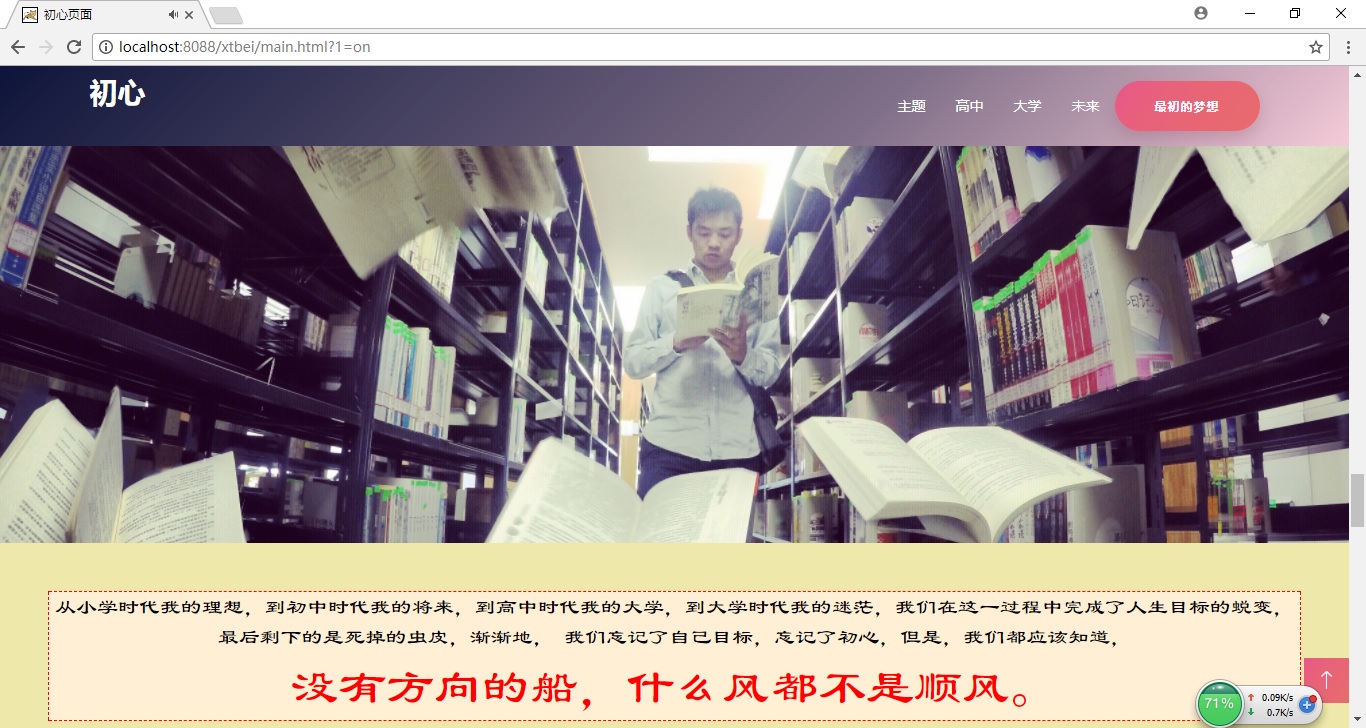 初心页面
localhost:8088/xtbei/main.html?1=on
初心
主题 高中 大学 未来 最初的梦想
从小学时代我的理想，到初中时代我的将来，到高中时代我的大学，到大学时代我的迷茫，我们在这一过程中完成了人生目标的蜕变，
最后剩下的是死掉的虫皮，渐渐地， 我们忘记了自己目标，忘记了初心，但是，我们都应该知道，
没有方向的船，什么风都不是顺风。
71%
0.09K/s
0.7K/s